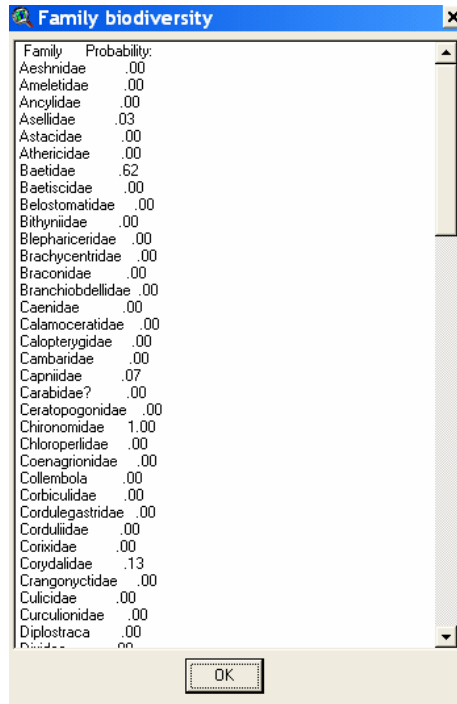 Family biodiversity
Family Probability:
Aeshnidae .00
Ameletidae .00
Ancylidae .00
Asellidae .03
Astacidae .00
Athericidae .00
Baetidae .62
Baetiscidae .00
Belostomatidae .00
Bithyniidae .00
Blephariceridae .00
Brachycentridae .00
Braconidae .00
Branchiobdellidae .00
Caenidae .00
Calamoceratidae .00
Calopterygidae .00
Cambaridae .00
Capniidae .07
Carabidae? .00
Ceratopogonidae .00
Chironomidae 1.00
Chloroperlidae .00
Coenagrionidae .00
Collembola .00
Corbiculidae .00
Cordulegastridae .00
Corduliidae .00
Corixidae .00
Corydalidae .13
Crangonyctidae .00
Culicidae .00
Curculionidae .00
Diplostraca .00
OK